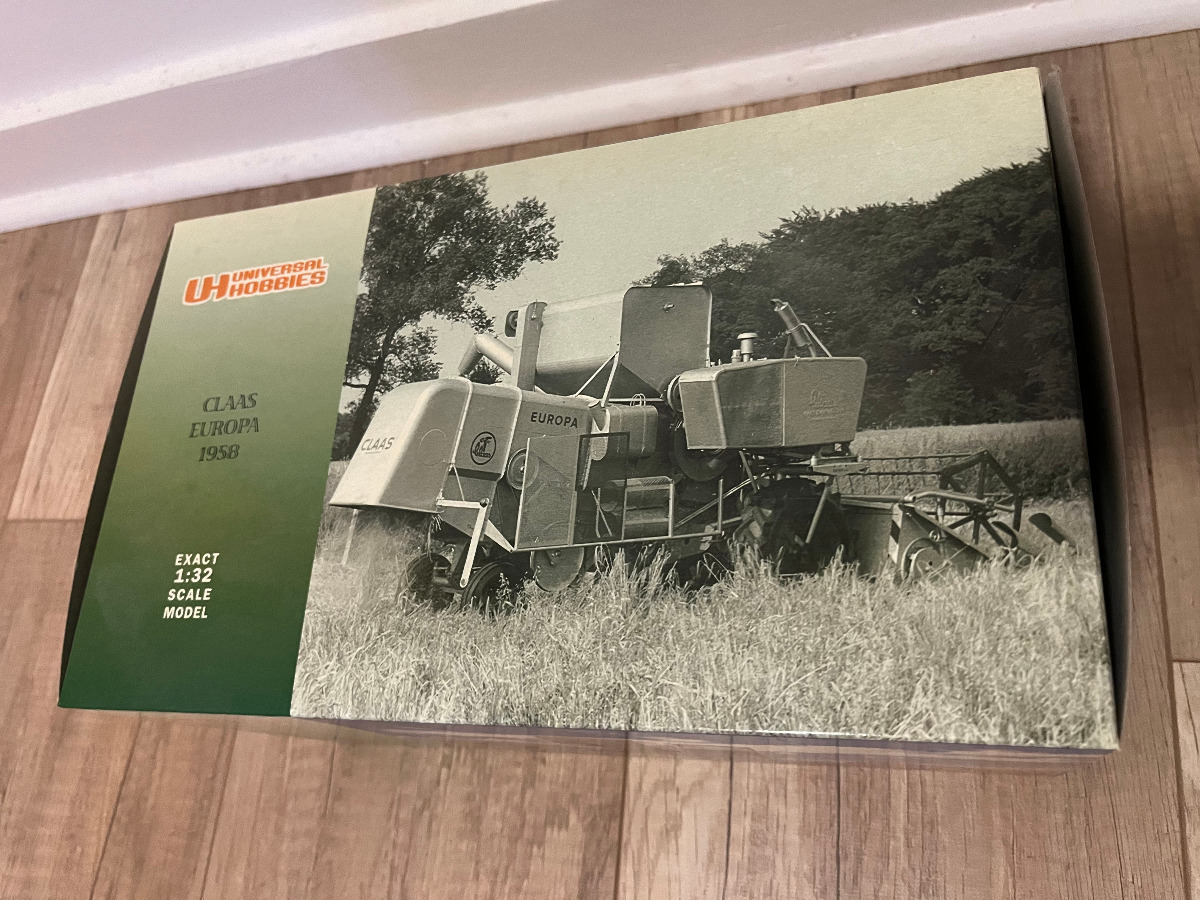 UH UNIVERSAL
HOBBIES
CLAAS
EUROPA
1958
EXACT
1:32
SCALE
MODEL
CLAAS
EUROPA